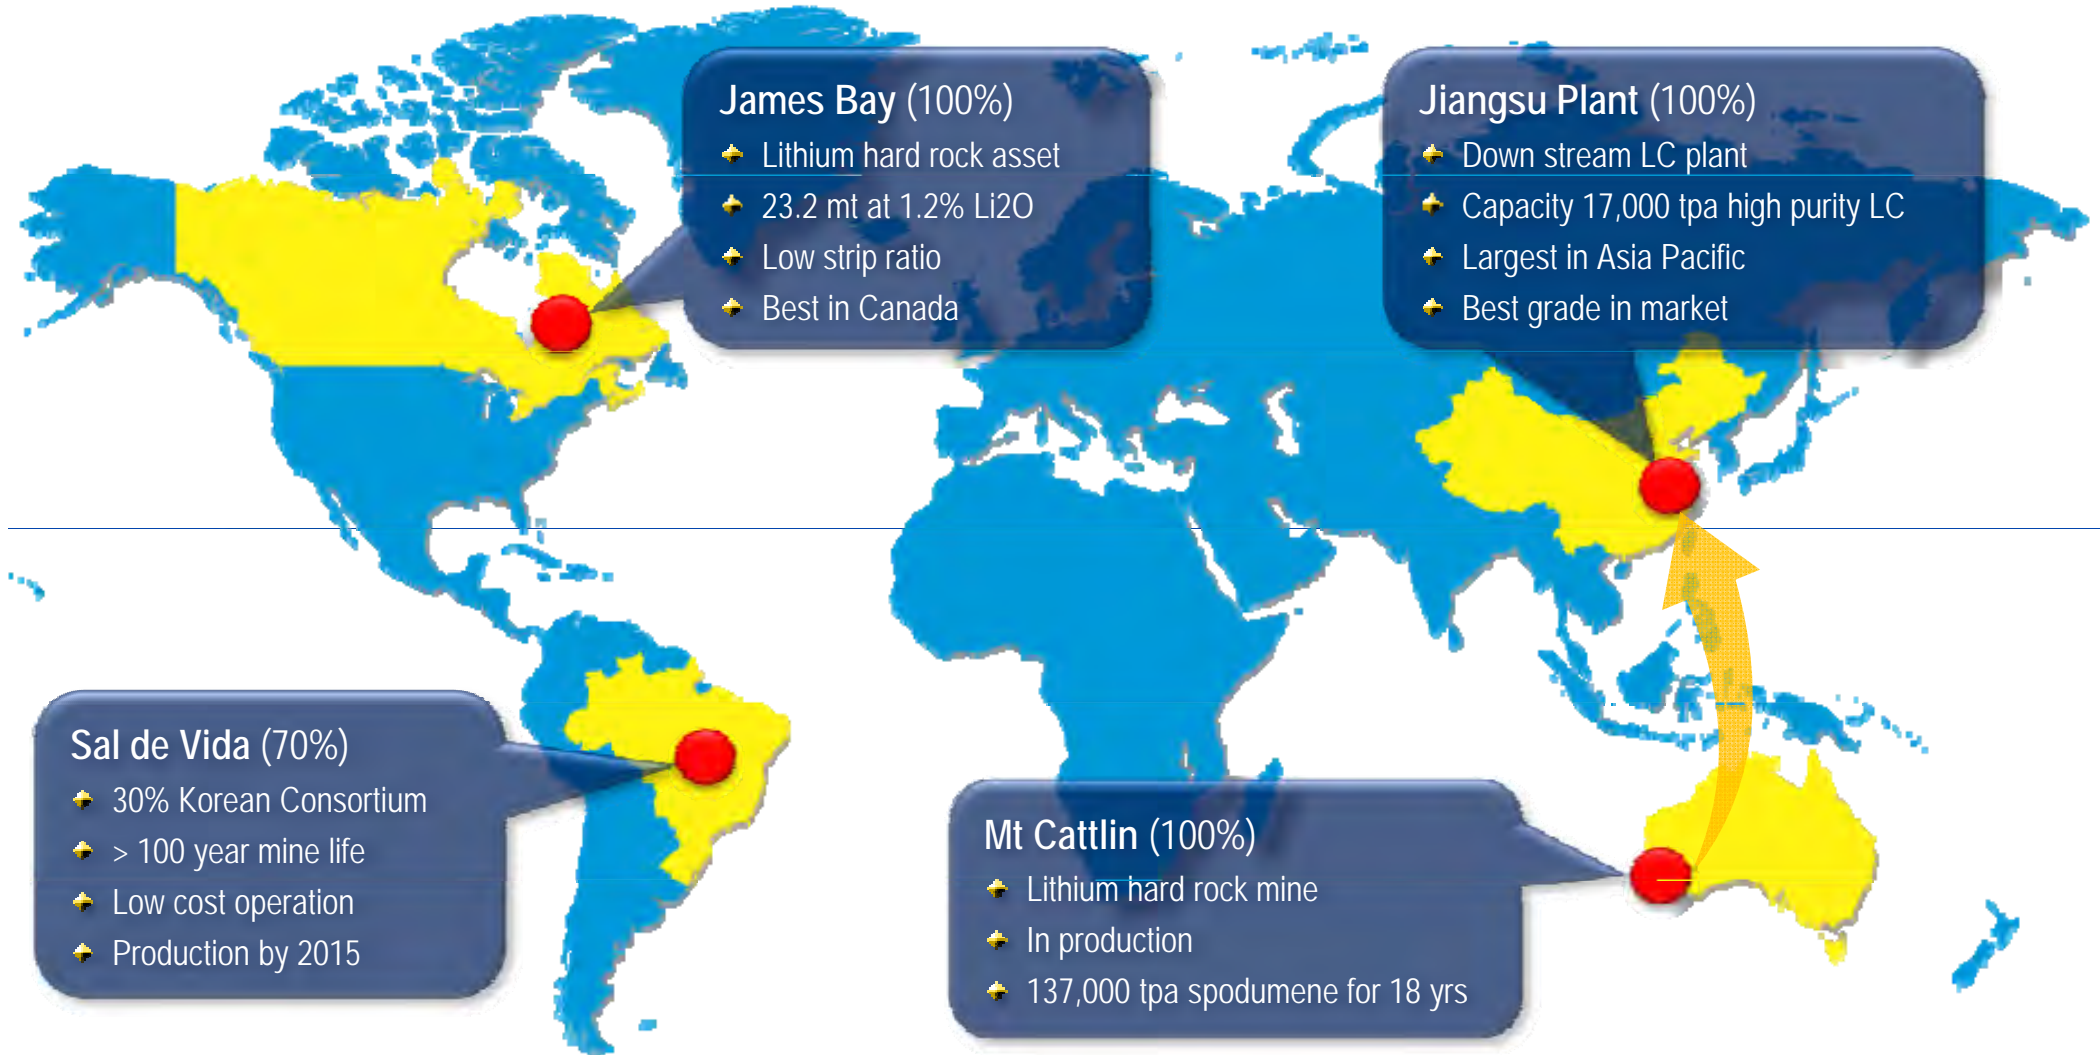 James Bay (100%)
Lithium hard rock asset
23.2 mt at 1.2% Li2O
Low strip ratio
Best in Canada
Jiangsu Plant (100%)
Down stream LC plant
Capacity 17,000 tpa high purity LC
Largest in Asia Pacific
Best grade in market
Sal de Vida (70%)
30% Korean Consortium
> 100 year mine life
Low cost operation
Production by 2015
Mt Cattlin (100%)
Lithium hard rock mine
In production
137,000 tpa spodumene for 18 yrs